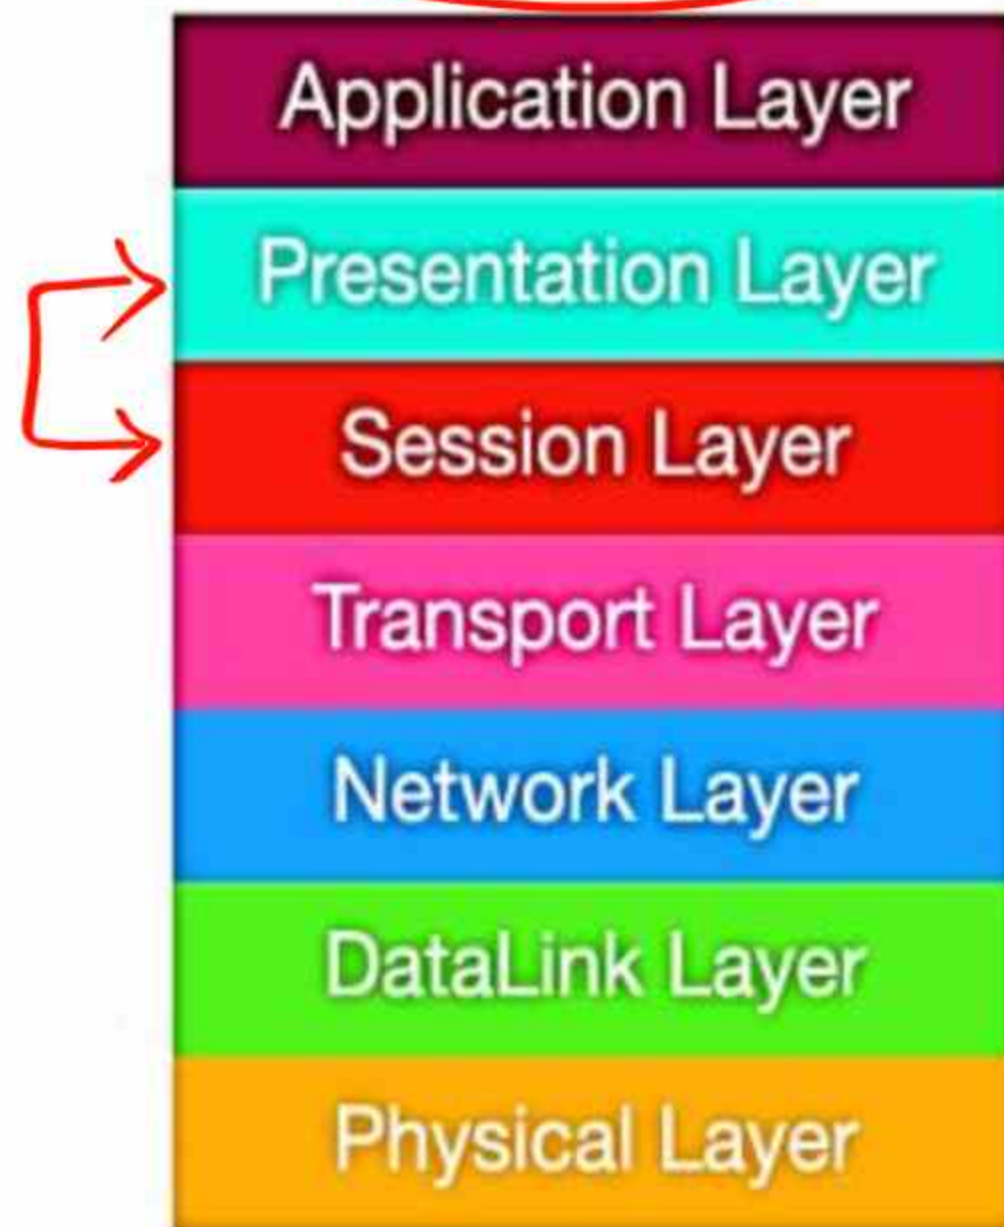 Application Layer
Presentation Layer
Session Layer
Transport Layer
Network Layer
DataLink Layer
Physical Layer